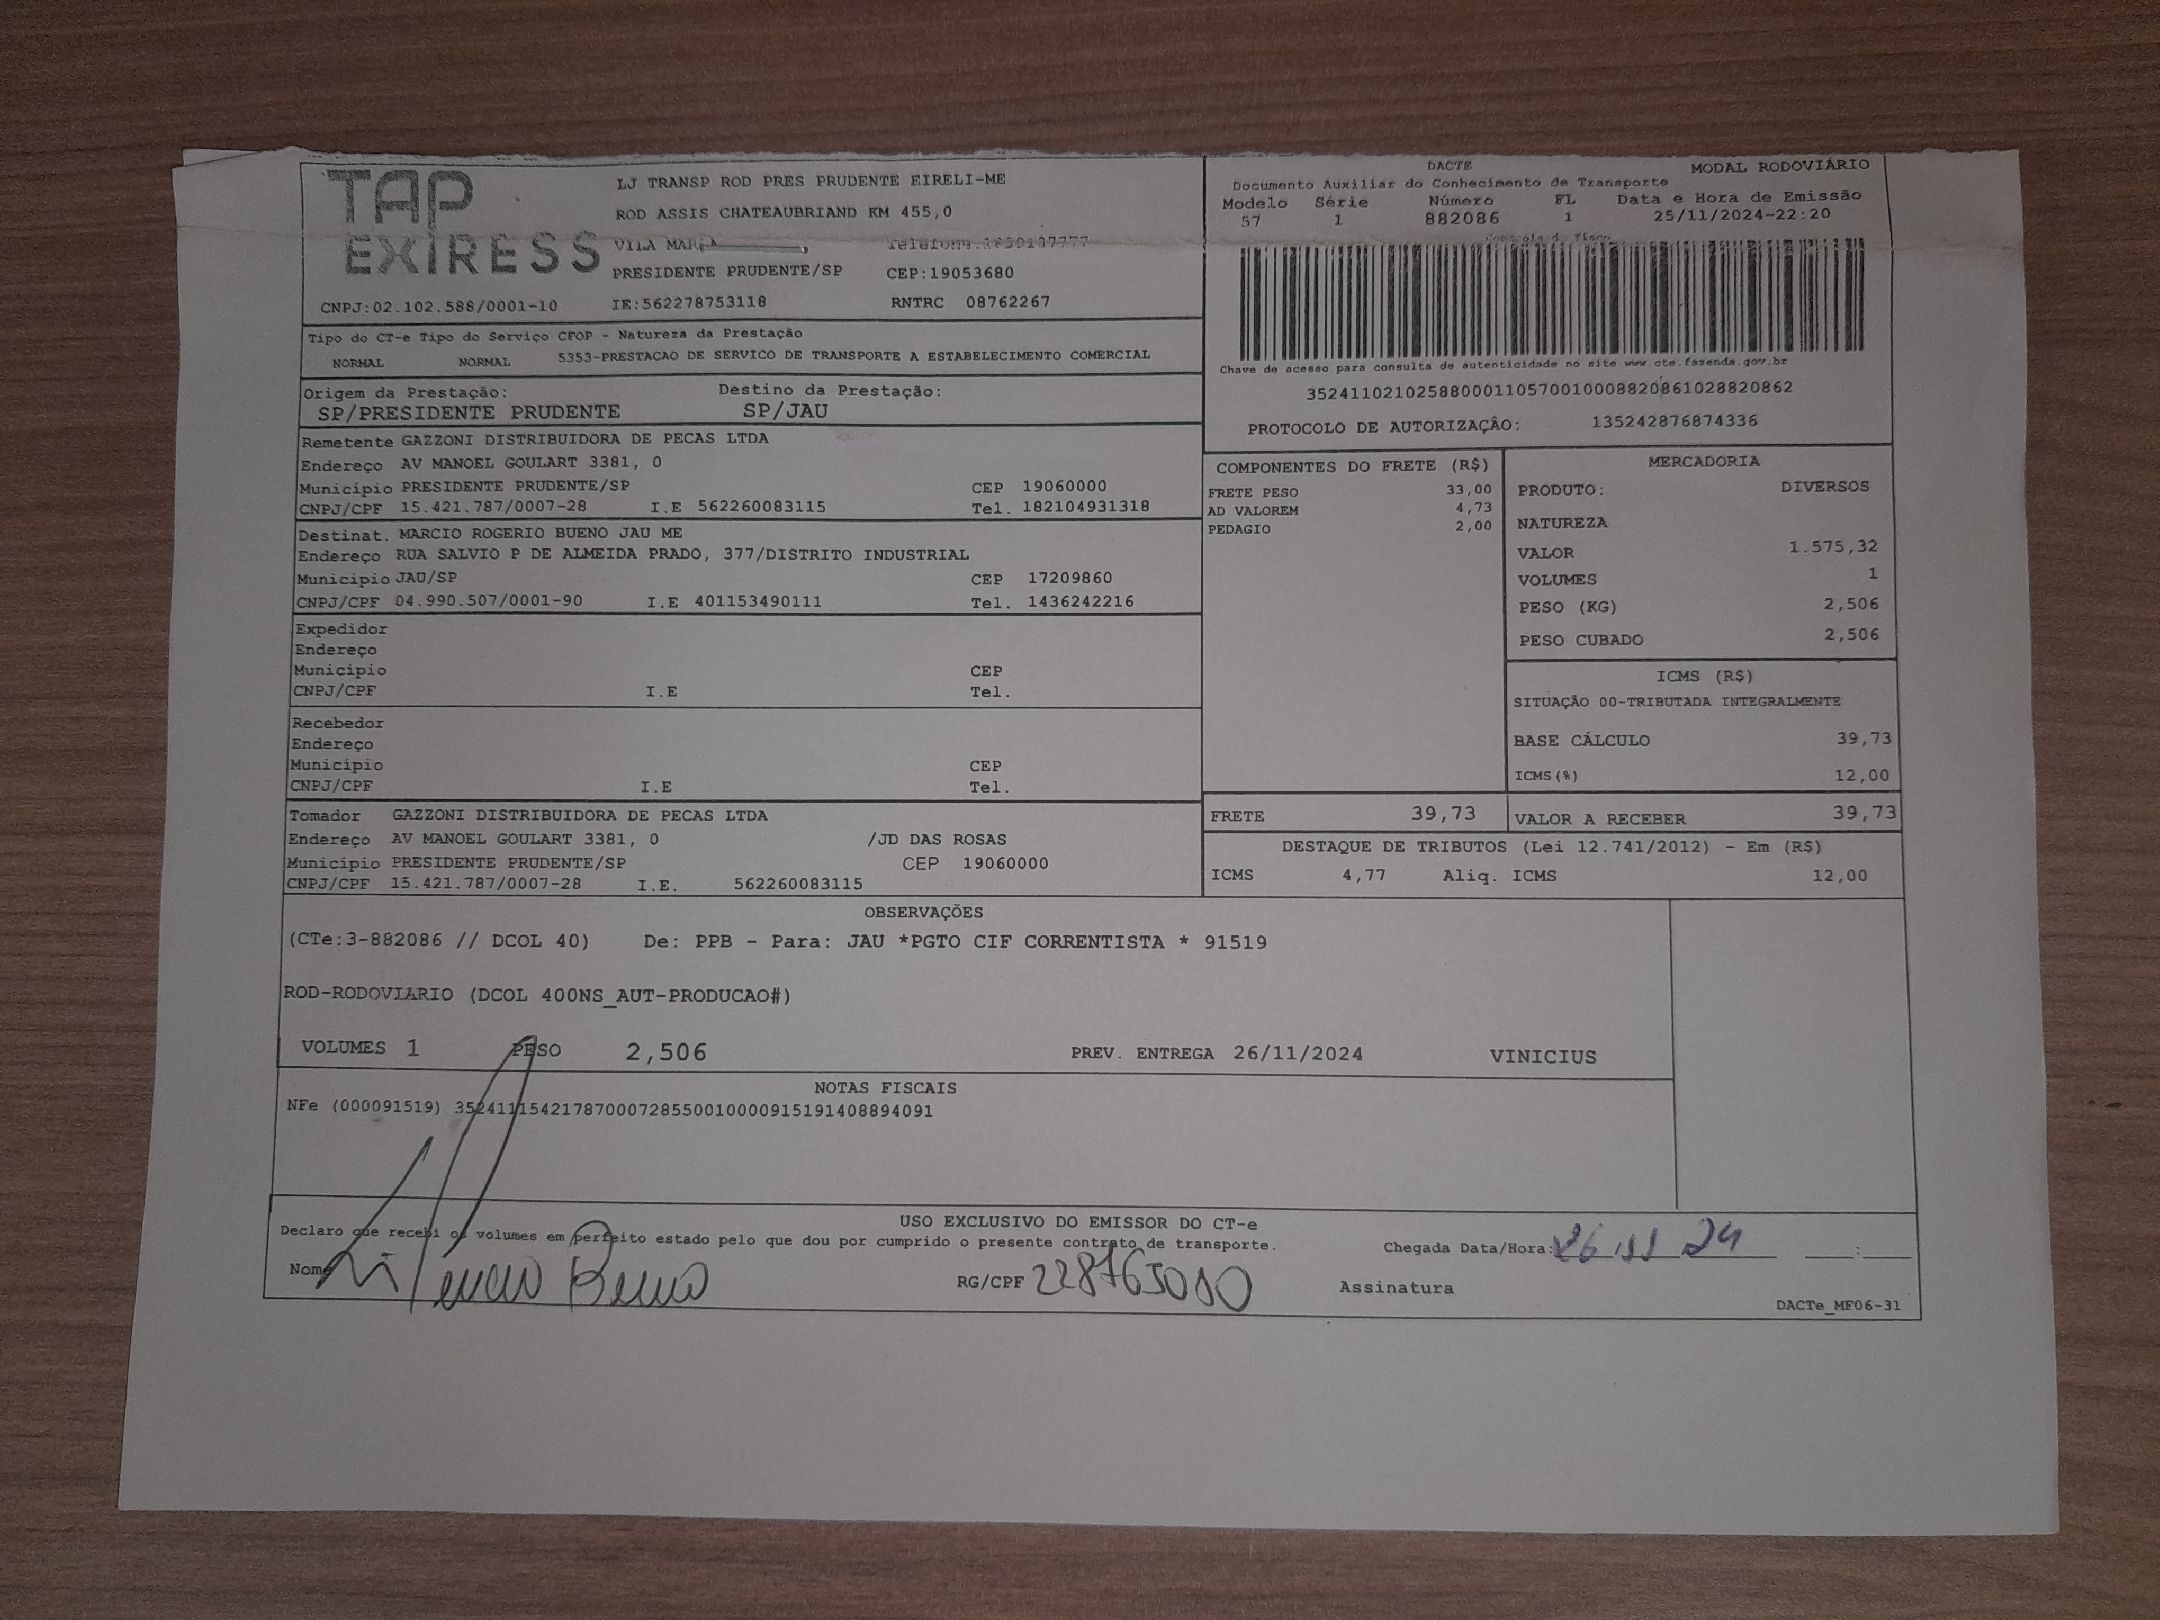 TAP
EXPRESS
LJ TRANSP ROD PRES PRUDENTE EIRELI-ME
ROD ASSIS CHATEAUBRIAND KM 455,0
VILA
PRESIDENTE PRUDENTE/SP CEP:19053680
CNPJ:02.102.588/0001-10 IE:562278753118 RNTRC 08762267
DACTE MODAL RODOVIÁRIO
Documento Auxiliar do Conhecimento de Transporte
Modelo Série Número FL Data e Hora de Emissão
57 1 882086 1 25/11/2024-22:20
Controle do Fisco
Chave de acesso para consulta de autenticidade no site www.cte.fazenda.gov.br
35241102102588000110570010008820861028820862
PROTOCOLO DE AUTORIZAÇÃO: 135242876874336
Tipo do CT-e Tipo do Serviço CFOP - Natureza da Prestação
NORMAL NORMAL 5353-PRESTACAO DE SERVICO DE TRANSPORTE A ESTABELECIMENTO COMERCIAL
Origem da Prestação: Destino da Prestação:
SP/PRESIDENTE PRUDENTE SP/JAU
Remetente GAZZONI DISTRIBUIDORA DE PECAS LTDA
Endereço AV MANOEL GOULART 3381, 0
Município PRESIDENTE PRUDENTE/SP CEP 19060000
CNPJ/CPF 15.421.787/0007-28 I.E 562260083115 Tel. 182104931318
Destinat. MARCIO ROGERIO BUENO JAU ME
Endereço RUA SALVIO P DE ALMEIDA PRADO, 377/DISTRITO INDUSTRIAL
Município JAU/SP CEP 17209860
CNPJ/CPF 04.990.507/0001-90 I.E 401153490111 Tel. 1436242216
Expedidor
Endereço
Município CEP
CNPJ/CPF I.E Tel.
Recebedor
Endereço
Município CEP
CNPJ/CPF I.E Tel.
Tomador GAZZONI DISTRIBUIDORA DE PECAS LTDA
Endereço AV MANOEL GOULART 3381, 0 /JD DAS ROSAS
Município PRESIDENTE PRUDENTE/SP CEP 19060000
CNPJ/CPF 15.421.787/0007-28 I.E. 562260083115
COMPONENTES DO FRETE (R$)
FRETE PESO 33,00
AD VALOREM 4,73
PEDAGIO 2,00
MERCADORIA
PRODUTO: DIVERSOS
NATUREZA
VALOR 1.575,32
VOLUMES 1
PESO (KG) 2,506
PESO CUBADO 2,506
ICMS (R$)
SITUAÇÃO 00-TRIBUTADA INTEGRALMENTE
BASE CÁLCULO 39,73
ICMS(%) 12,00
FRETE 39,73 VALOR A RECEBER 39,73
DESTAQUE DE TRIBUTOS (Lei 12.741/2012) - Em (R$)
ICMS 4,77 Aliq. ICMS 12,00
OBSERVAÇÕES
(CTe:3-882086 // DCOL 40) De: PPB - Para: JAU *PGTO CIF CORRENTISTA * 91519
ROD-RODOVIARIO (DCOL 400NS_AUT-PRODUCAO#)
VOLUMES 1 PESO 2,506 PREV. ENTREGA 26/11/2024 VINICIUS
NOTAS FISCAIS
NFe (000091519) 35241115421787000728550010000915191408894091
USO EXCLUSIVO DO EMISSOR DO CT-e
Declaro que recebi os volumes em perfeito estado pelo que dou por cumprido o presente contrato de transporte.
Chegada Data/Hora: 26 11 24 :
Nome Bueno RG/CPF Assinatura
DACTe_MF06-31